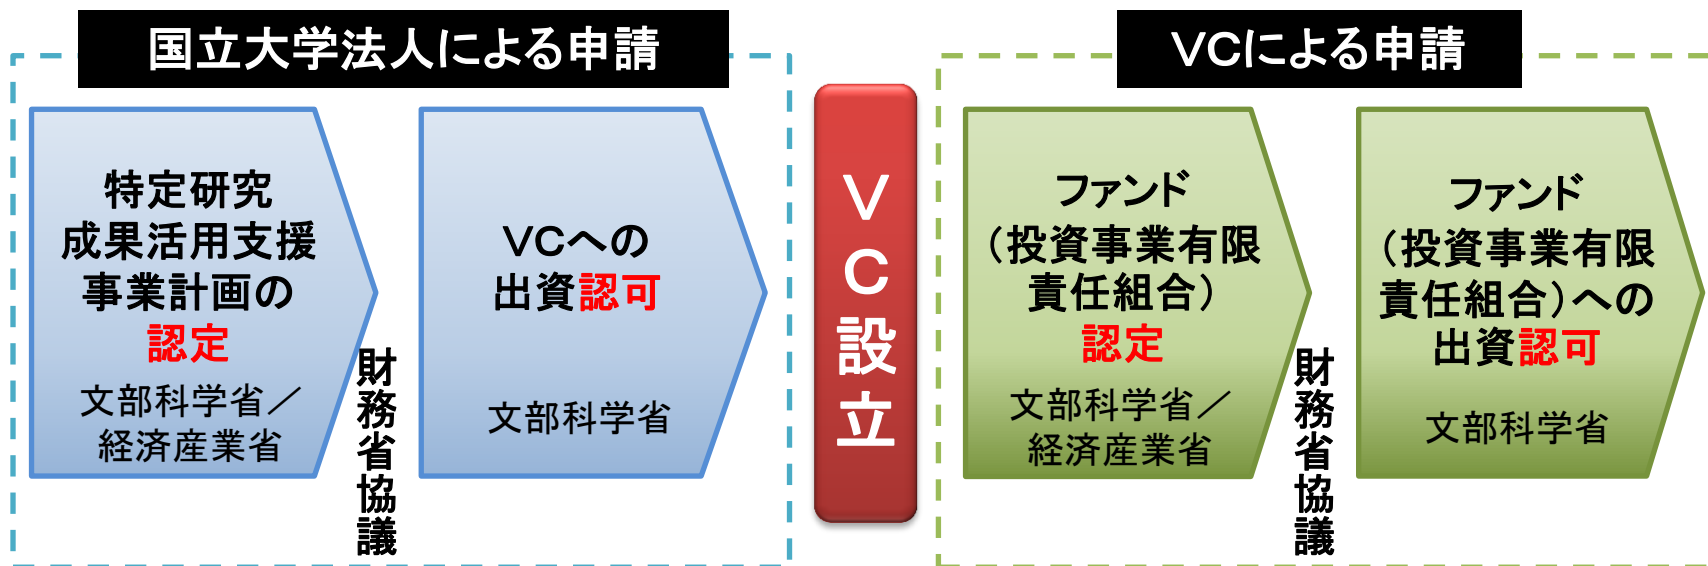 国立大学法人による申請
特定研究
成果活用支援
事業計画の
認定
文部科学省／
経済産業省
財務省協議
VCへの
出資認可
文部科学省
VC設立
VCによる申請
ファンド
（投資事業有限
責任組合）
認定
文部科学省／
経済産業省
財務省協議
ファンド
（投資事業有限
責任組合）への
出資認可
文部科学省